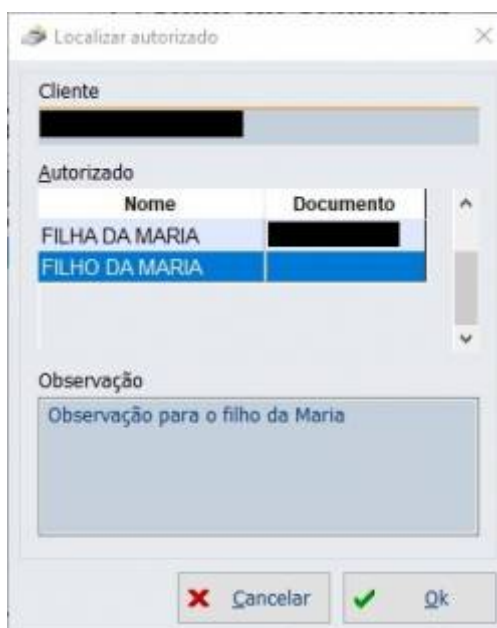 Localizar autorizado
Cliente
Autorizado
Nome Documento
FILHA DA MARIA
FILHO DA MARIA
Observação
Observação para o filho da Maria
Cancelar Ok